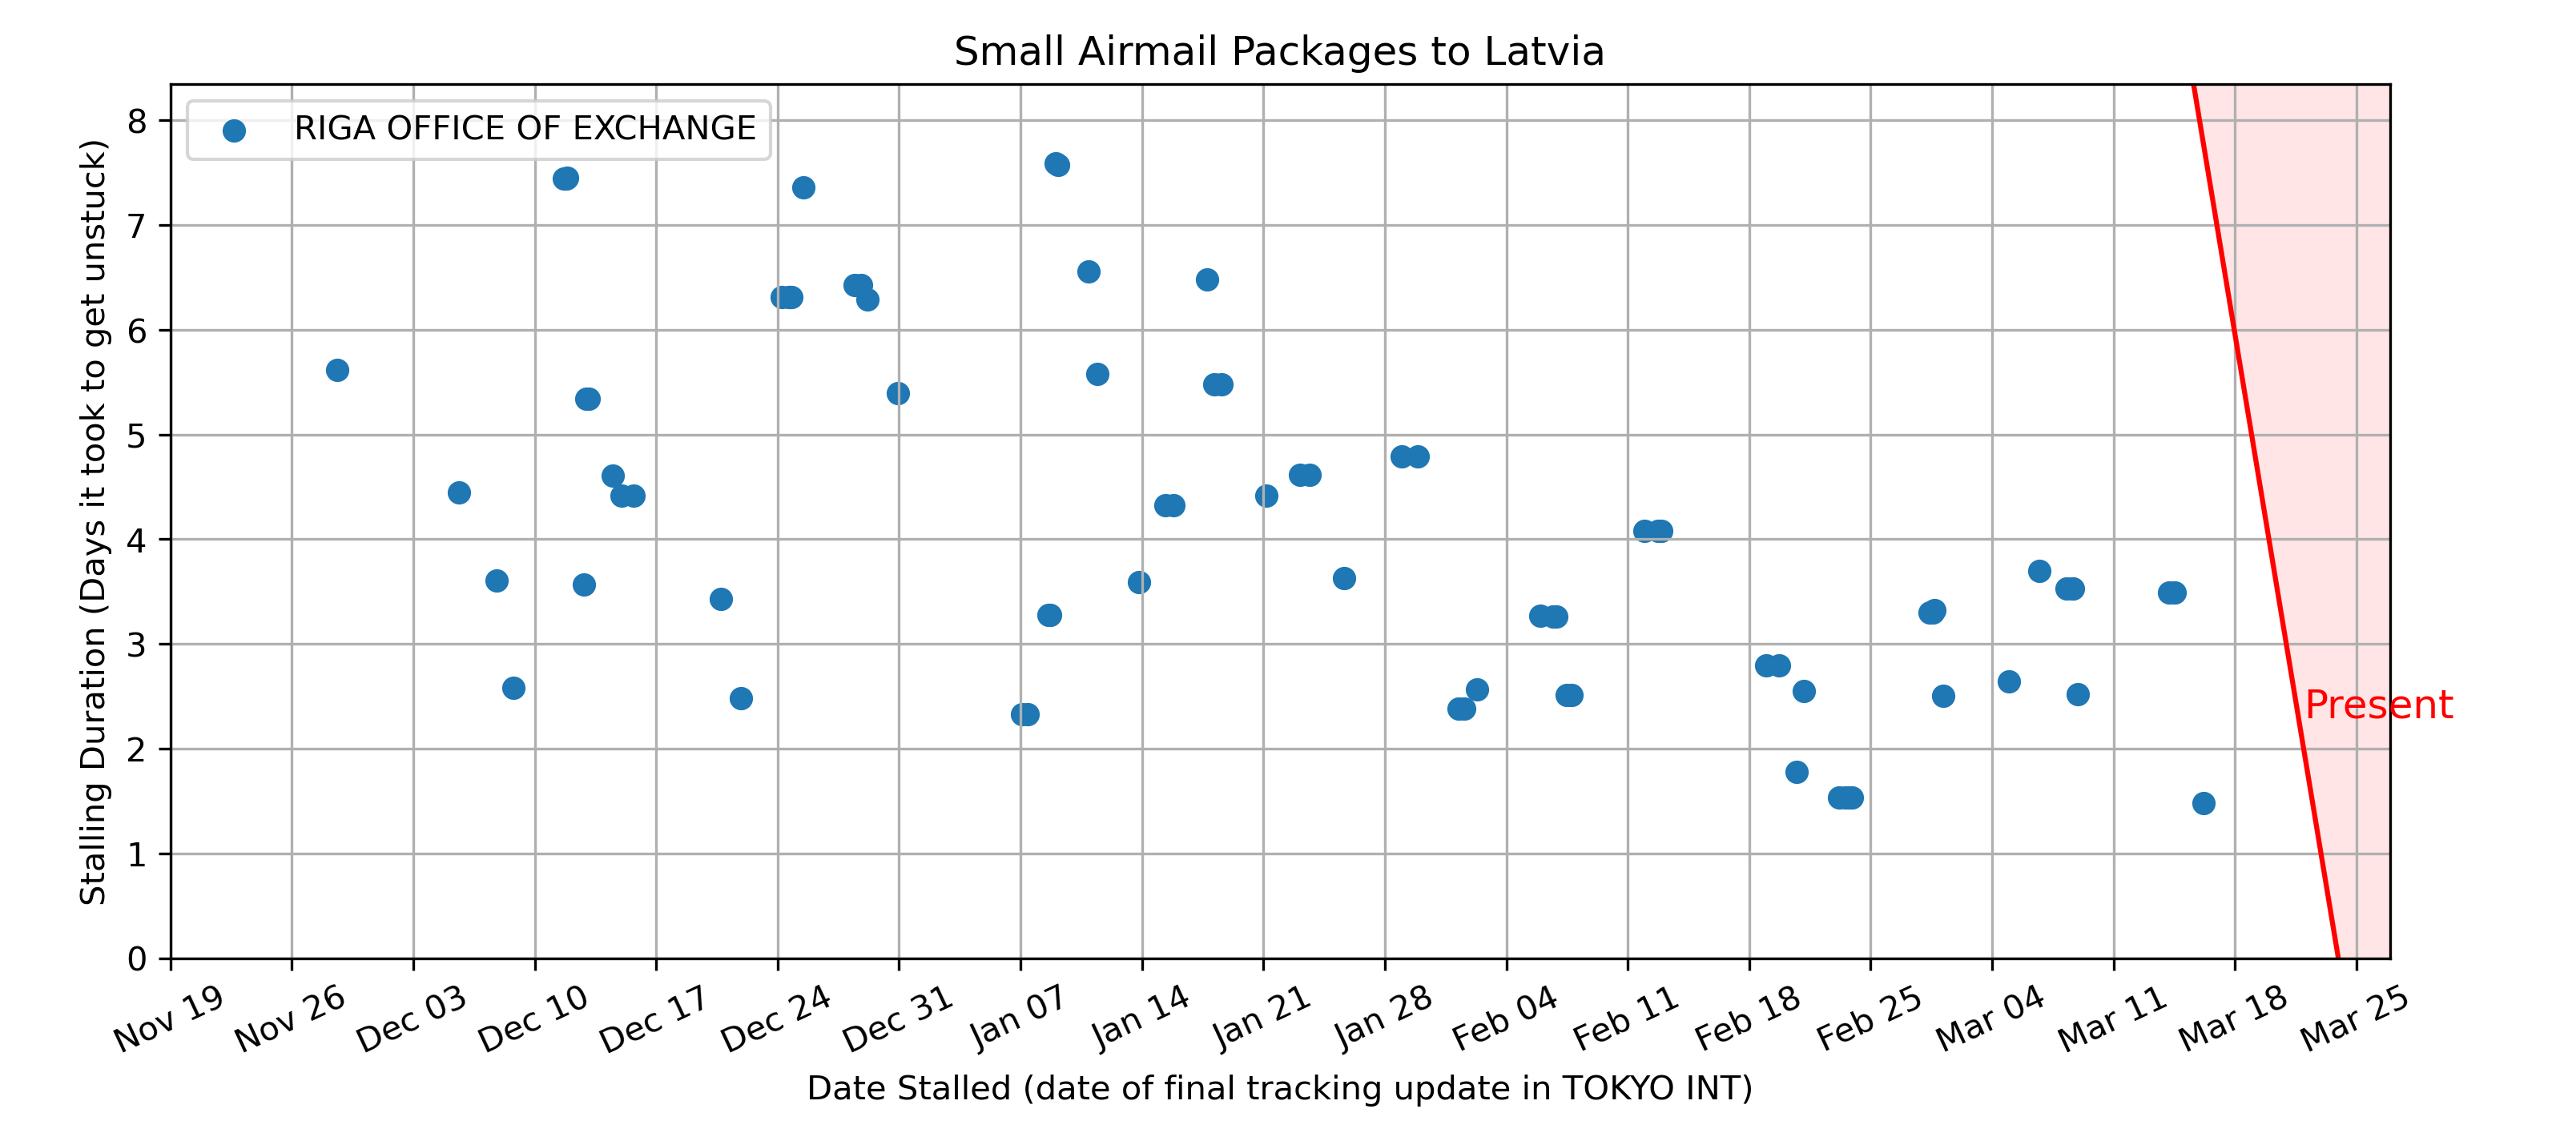 Small Airmail Packages to Latvia
RIGA OFFICE OF EXCHANGE
Stalling Duration (Days it took to get unstuck)
8
7
6
5
4
3
2
1
0
Present
Nov 19
Nov 26
Dec 03
Dec 10
Dec 17
Dec 24
Dec 31
Jan 07
Jan 14
Jan 21
Jan 28
Feb 04
Feb 11
Feb 18
Feb 25
Mar 04
Mar 11
Mar 18
Mar 25
Date Stalled (date of final tracking update in TOKYO INT)